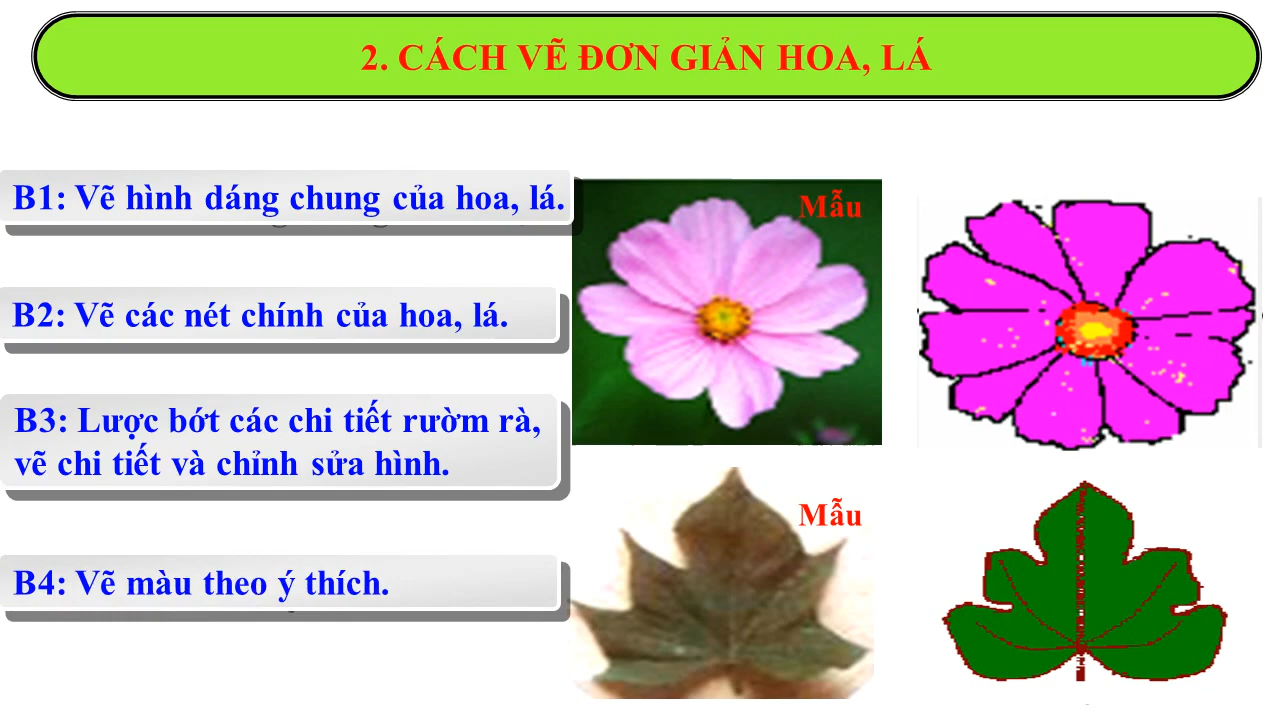 2. CÁCH VẼ ĐƠN GIẢN HOA, LÁ
B1: Vẽ hình dáng chung của hoa, lá.
Mẫu
B2: Vẽ các nét chính của hoa, lá.
B3: Lược bớt các chi tiết rườm rà,
vẽ chi tiết và chỉnh sửa hình.
Mẫu
B4: Vẽ màu theo ý thích.